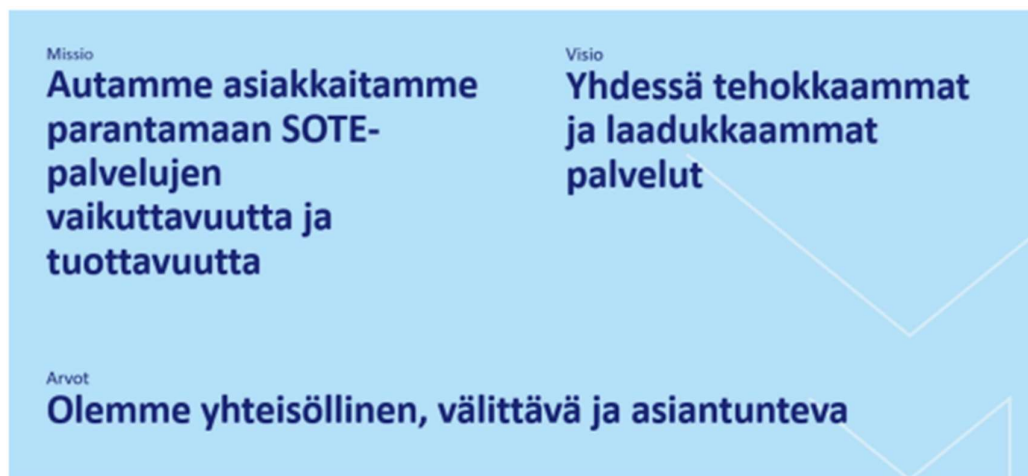 Missio
Autamme asiakkaitamme
parantamaan SOTE-
palvelujen
vaikuttavuutta ja
tuottavuutta
Visio
Yhdessä tehokkaammat
ja laadukkaammat
palvelut
Arvot
Olemme yhteisöllinen, välittävä ja asiantunteva